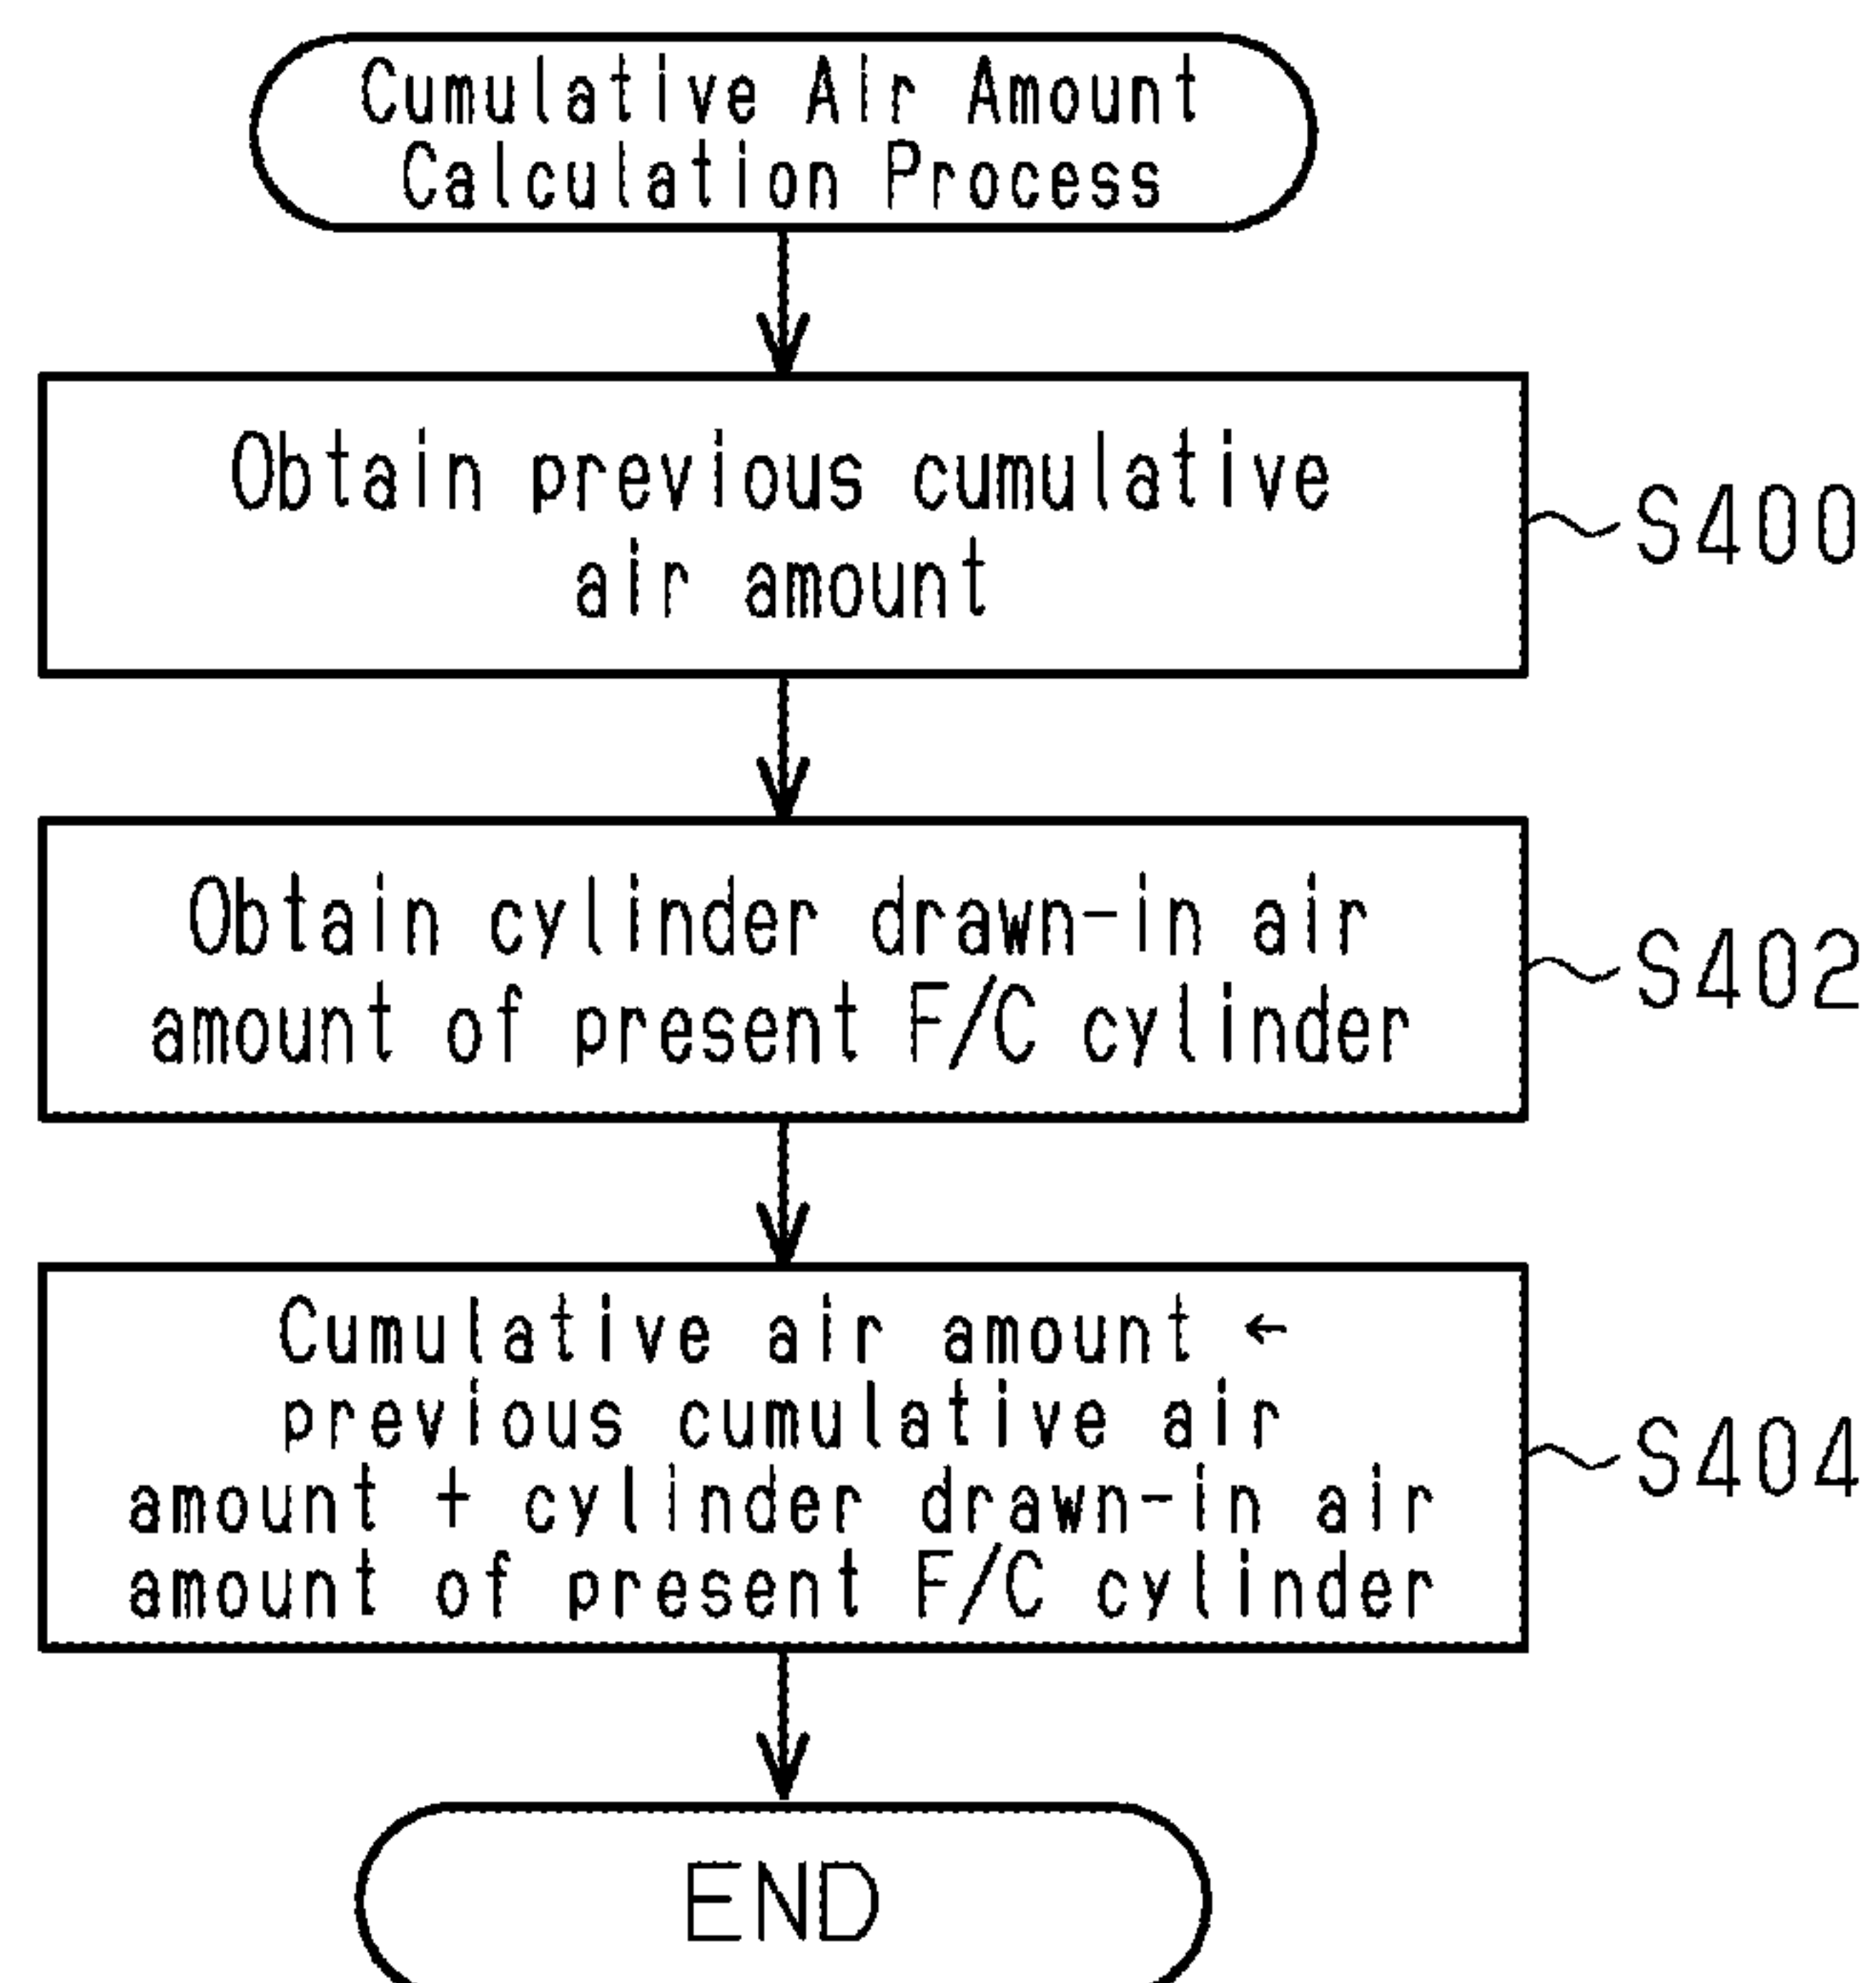 Cumulative Air Amount
Calculation Process
Obtain previous cumulative
air amount
S400
Obtain cylinder drawn-in air
amount of present F/C cylinder
S402
Cumulative air amount ←
previous cumulative air
amount + cylinder drawn-in air
amount of present F/C cylinder
S404
END